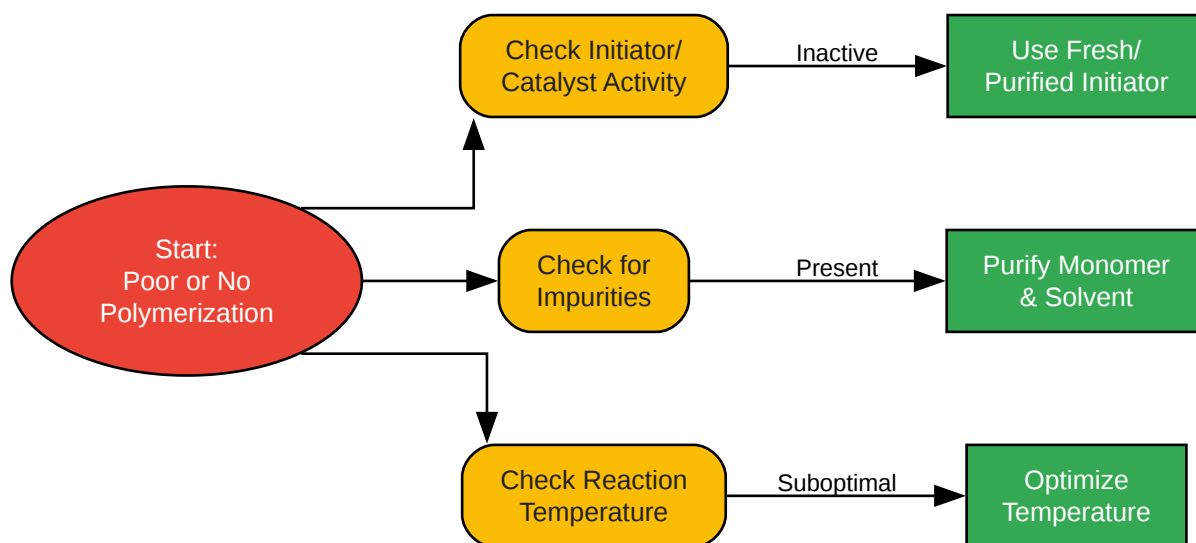 Check Initiator/
Catalyst Activity
Inactive
Use Fresh/
Purified Initiator
Start:
Poor or No
Polymerization
Check for
Impurities
Present
Purify Monomer
& Solvent
Check Reaction
Temperature
Suboptimal
Optimize
Temperature